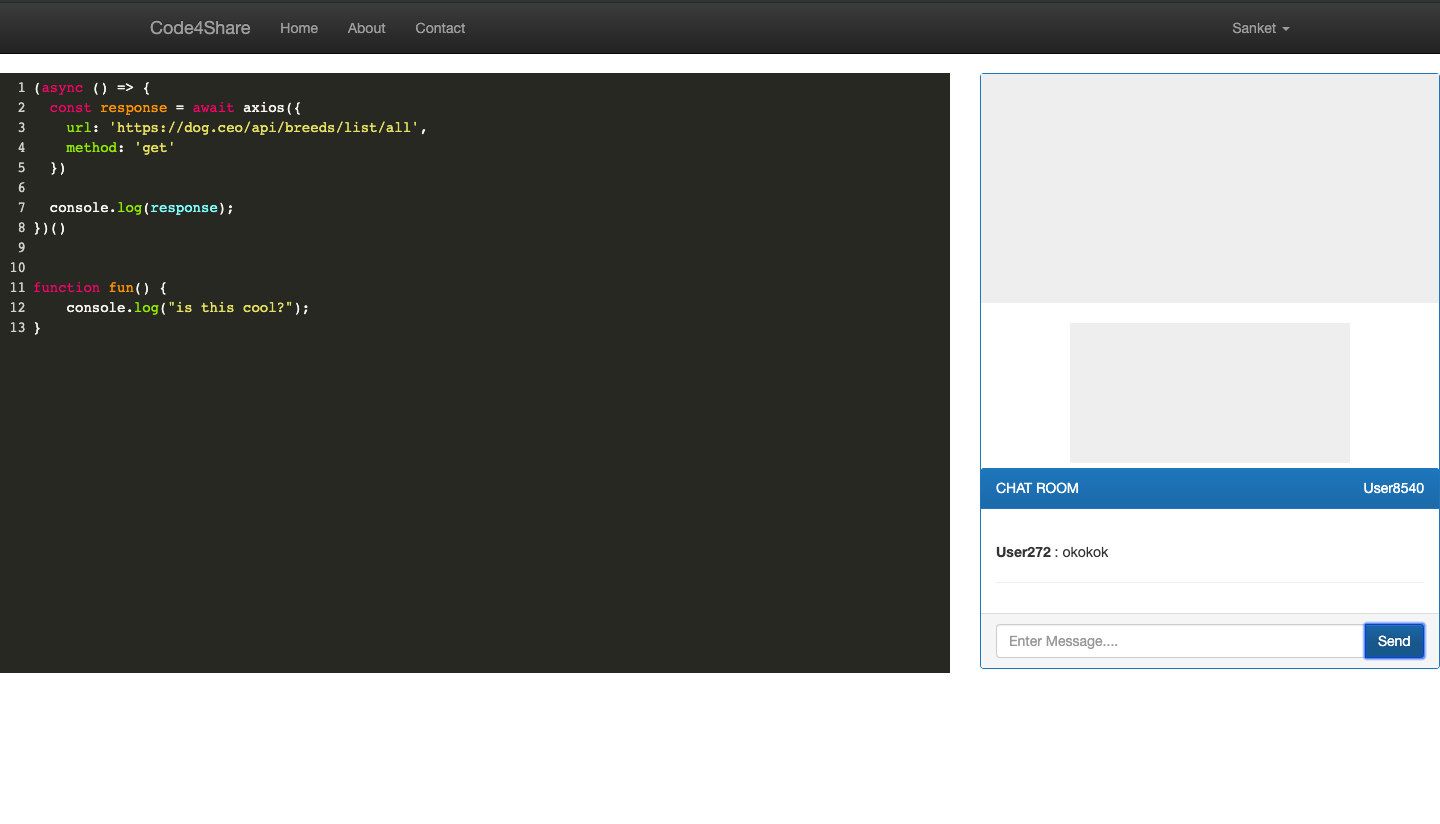 Code4Share Home About Contact Sanket
1 (async () => {
2   const response = await axios({
3     url: 'https://dog.ceo/api/breeds/list/all',
4     method: 'get'
5   })
6
7   console.log(response);
8 })()
9
10
11 function fun() {
12     console.log("is this cool?");
13 }
CHAT ROOM User8540
User272 : okokok
Enter Message.... Send